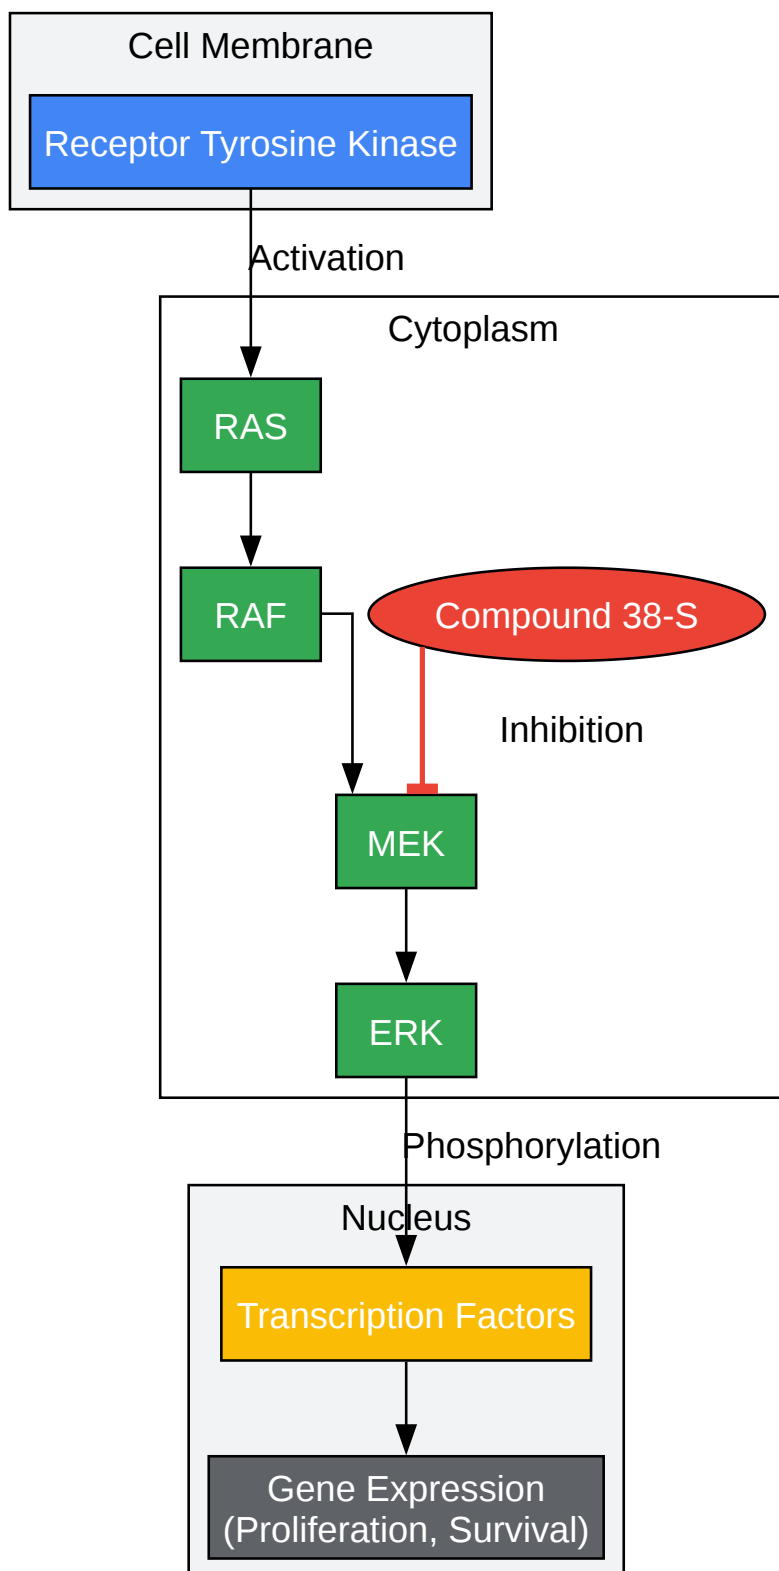 Cell Membrane
Receptor Tyrosine Kinase
Activation
Cytoplasm
RAS
RAF
Compound 38-S
Inhibition
MEK
ERK
Phosphorylation
Nucleus
Transcription Factors
Gene Expression
(Proliferation, Survival)